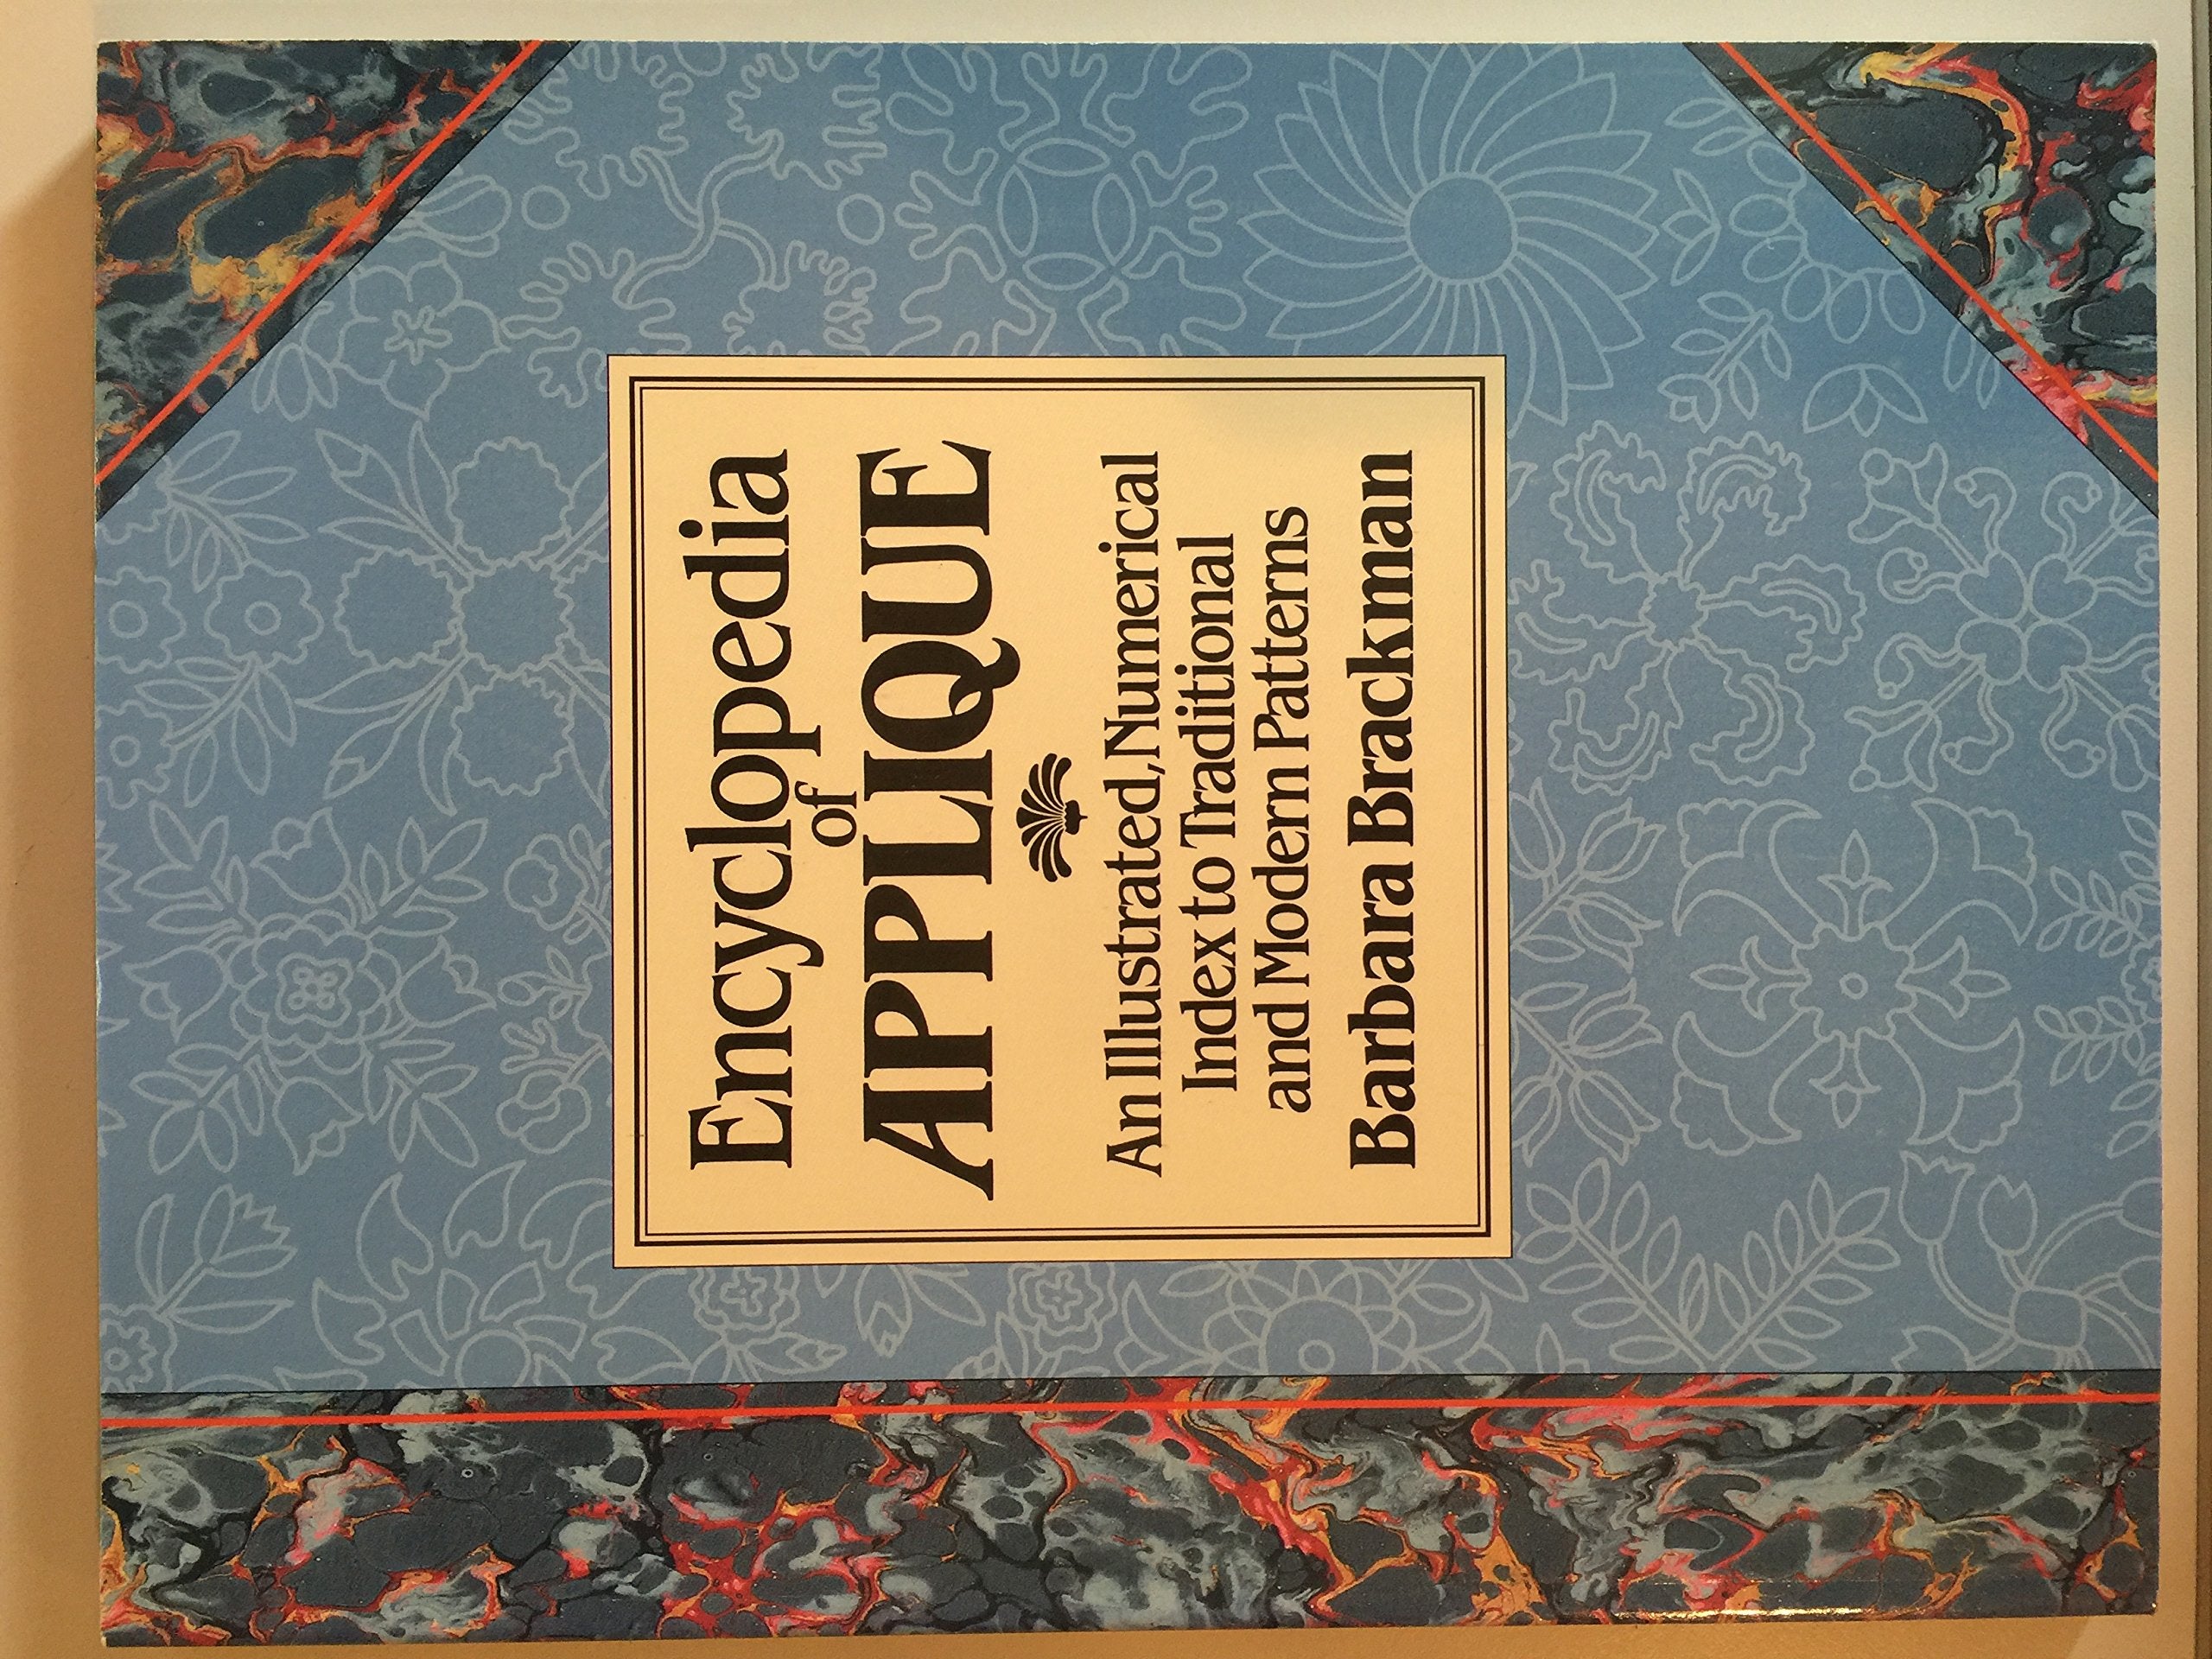 Encyclopedia
of
APPLIQUE
An Illustrated, Numerical
Index to Traditional
and Modern Patterns
Barbara Brackman